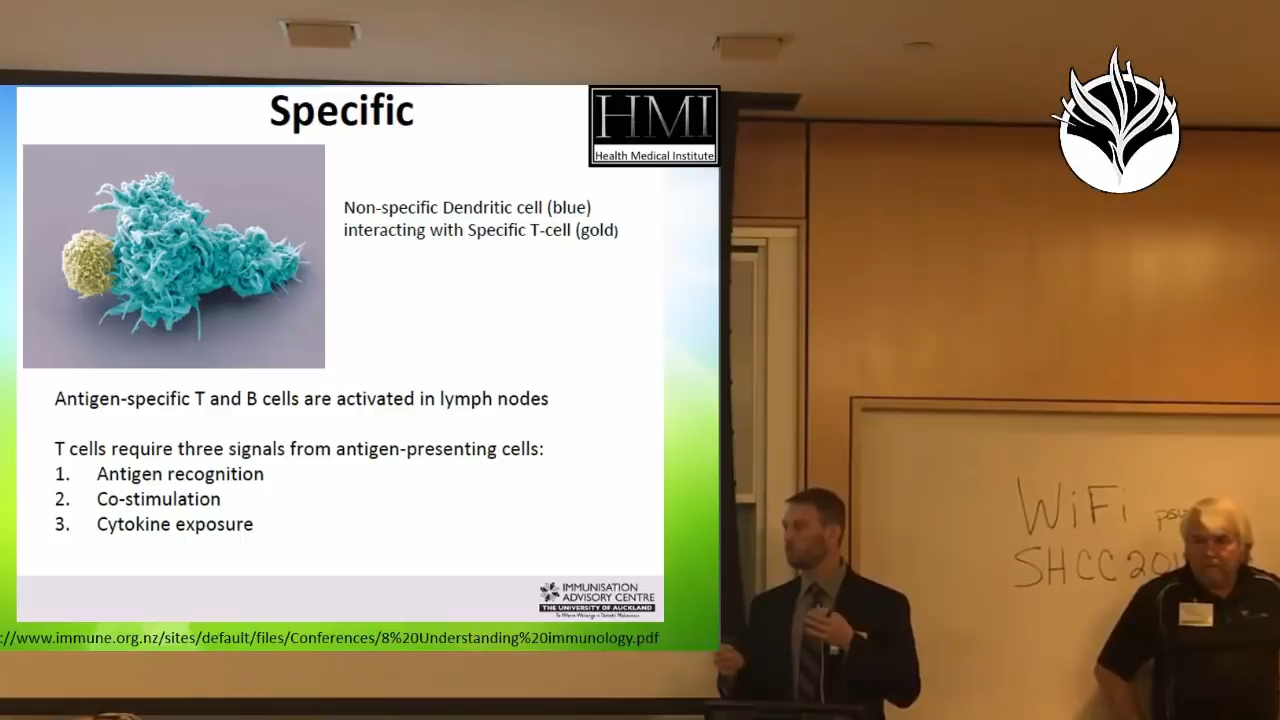 Specific
HMI
Health Medical Institute
Non-specific Dendritic cell (blue)
interacting with Specific T-cell (gold)
Antigen-specific T and B cells are activated in lymph nodes
T cells require three signals from antigen-presenting cells:
1. Antigen recognition
2. Co-stimulation
3. Cytokine exposure
IMMUNISATION
ADVISORY CENTRE
THE UNIVERSITY OF AUCKLAND
://www.immune.org.nz/sites/default/files/Conferences/8%20Understanding%20immunology.pdf
WiFi
SHCC201